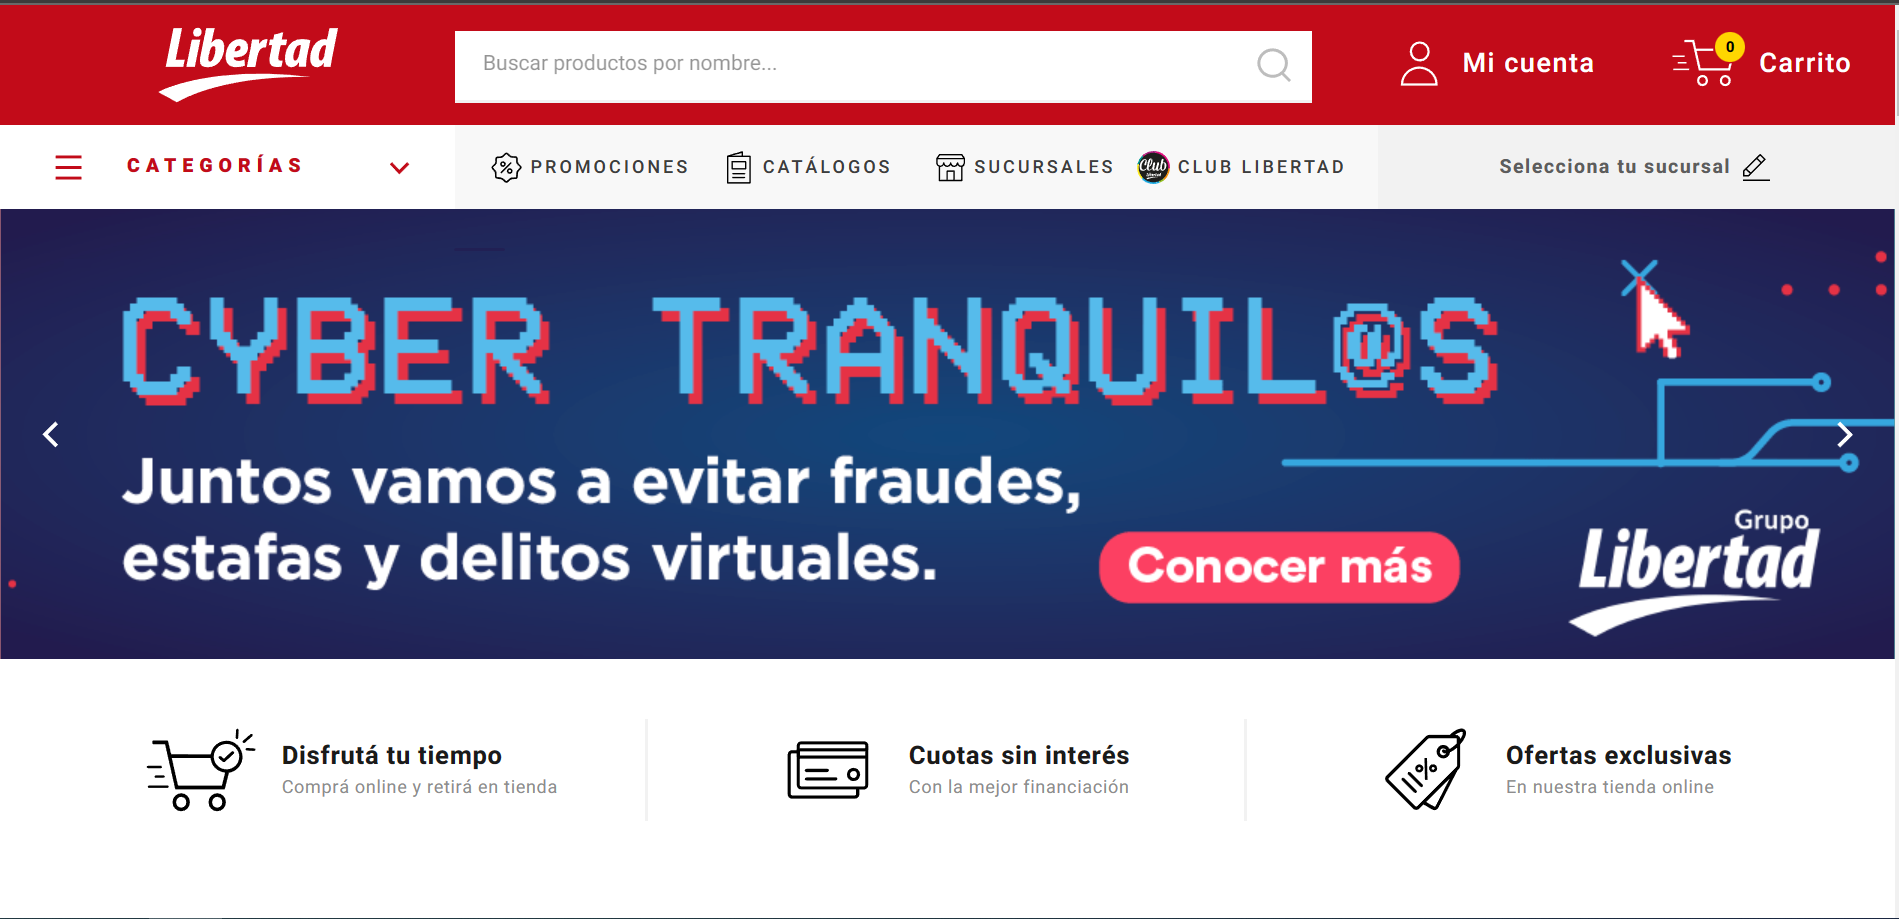 Libertad
Buscar productos por nombre...
Mi cuenta
0
Carrito
CATEGORÍAS
PROMOCIONES
CATÁLOGOS
SUCURSALES
Club
Libertad
CLUB LIBERTAD
Selecciona tu sucursal
CYBER TRANQUIL@S
Juntos vamos a evitar fraudes,
estafas y delitos virtuales.
Conocer más
Grupo
Libertad
Disfrutá tu tiempo
Comprá online y retirá en tienda
Cuotas sin interés
Con la mejor financiación
%
Ofertas exclusivas
En nuestra tienda online